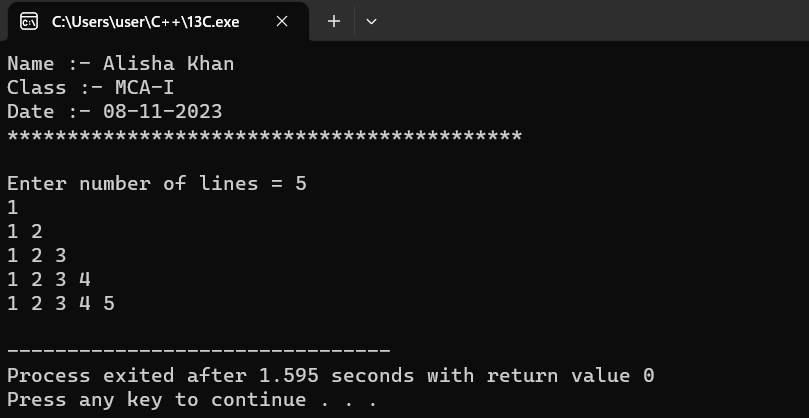 C:\Users\user\C++\13C.exe
Name :- Alisha Khan
Class :- MCA-I
Date :- 08-11-2023
*******************************************
Enter number of lines = 5
1
1 2
1 2 3
1 2 3 4
1 2 3 4 5
--------------------------------
Process exited after 1.595 seconds with return value 0
Press any key to continue . . .